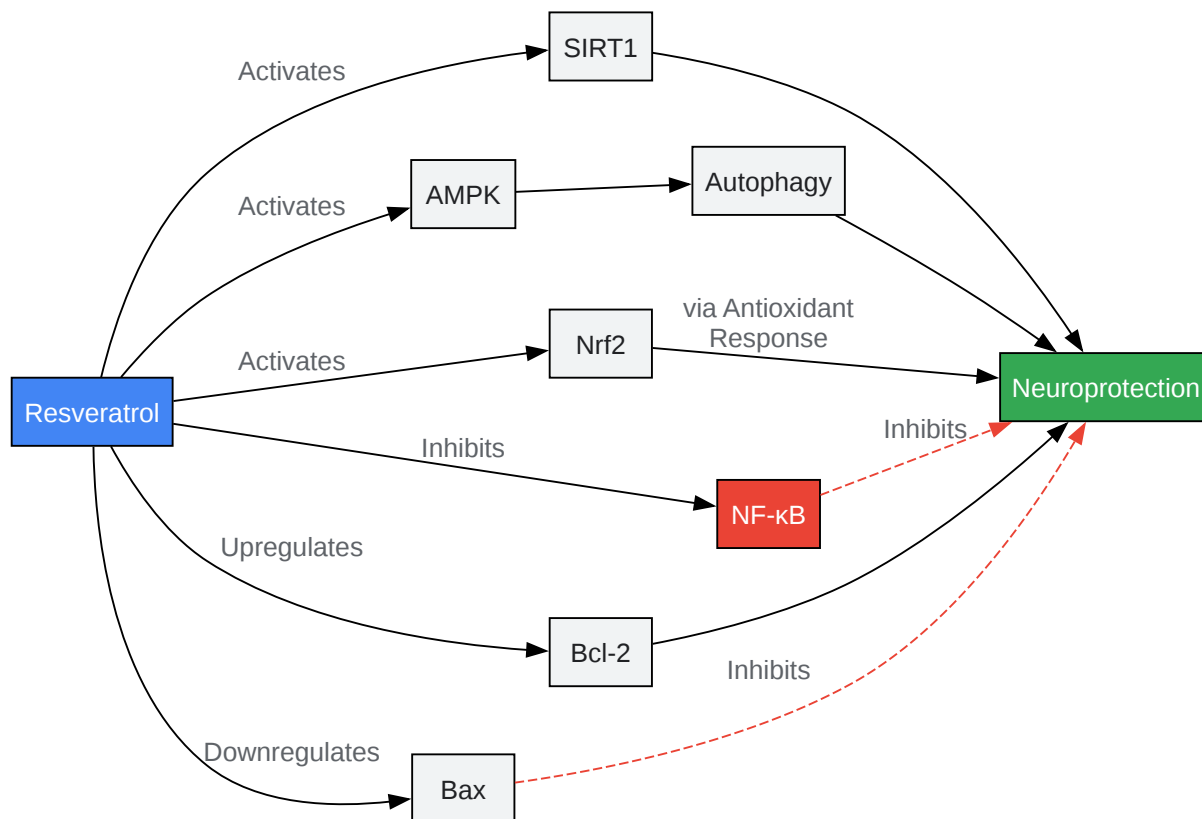 SIRT1
Activates
Autophagy
AMPK
Activates
via Antioxidant
Response
Nrf2
Activates
Neuroprotection
Resveratrol
Inhibits
Inhibits
NF-κB
Upregulates
Bcl-2
Inhibits
Downregulates
Bax